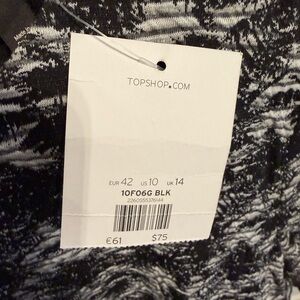 TOPSHOP.COM
EUR 42 US 10 UK 14
10F06G BLK
€61 $75